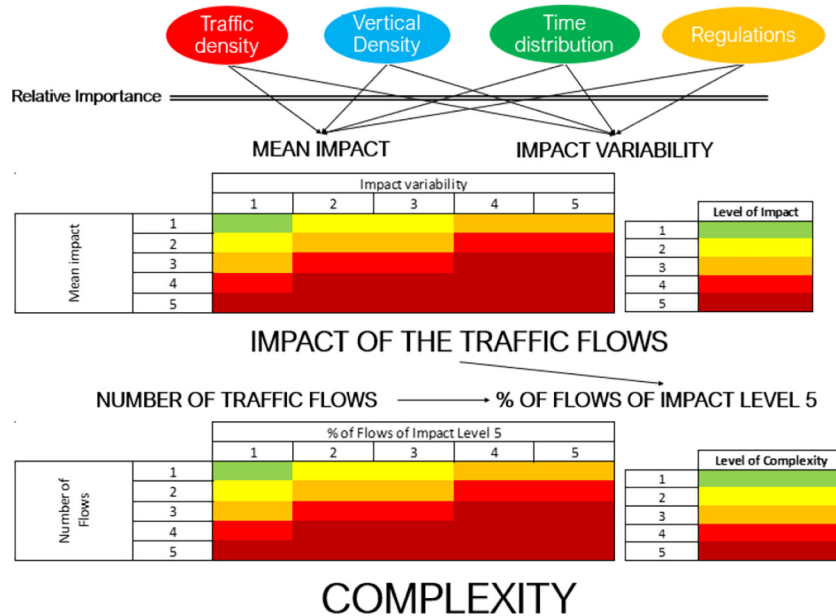 Traffic density
Vertical Density
Time distribution
Regulations
Relative Importance
MEAN IMPACT
IMPACT VARIABILITY
Impact variability
1 2 3 4 5
Mean impact
1
2
3
4
5
Level of Impact
1
2
3
4
5
IMPACT OF THE TRAFFIC FLOWS
NUMBER OF TRAFFIC FLOWS
% OF FLOWS OF IMPACT LEVEL 5
% of Flows of Impact Level 5
1 2 3 4 5
Number of Flows
1
2
3
4
5
Level of Complexity
1
2
3
4
5
COMPLEXITY